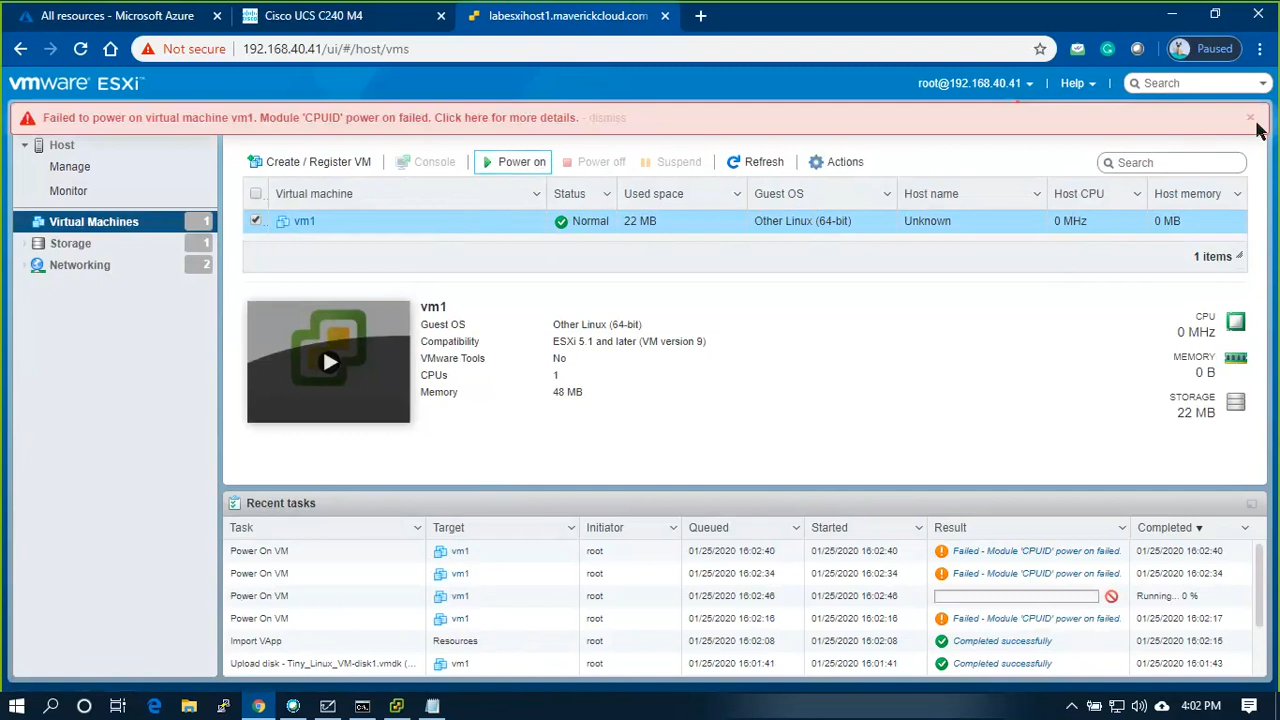 All resources - Microsoft Azure
Cisco UCS C240 M4
labesxihost1.maverickcloud.com
Not secure
192.168.40.41/ui/#/host/vms
Paused
vmware ESXi™
root@192.168.40.41
Help
Search
Failed to power on virtual machine vm1. Module 'CPUID' power on failed. Click here for more details. - dismiss
Host
Manage
Monitor
Virtual Machines 1
Storage 1
Networking 2
Create / Register VM
Console
Power on
Power off
Suspend
Refresh
Actions
Search
Virtual machine Status Used space Guest OS Host name Host CPU Host memory
vm1 Normal 22 MB Other Linux (64-bit) Unknown 0 MHz 0 MB
1 items
vm1
Guest OS Other Linux (64-bit)
Compatibility ESXi 5.1 and later (VM version 9)
VMware Tools No
CPUs 1
Memory 48 MB
CPU
0 MHz
MEMORY
0 B
STORAGE
22 MB
Recent tasks
Task Target Initiator Queued Started Result Completed
Power On VM vm1 root 01/25/2020 16:02:40 01/25/2020 16:02:40 Failed - Module 'CPUID' power on failed. 01/25/2020 16:02:40
Power On VM vm1 root 01/25/2020 16:02:34 01/25/2020 16:02:34 Failed - Module 'CPUID' power on failed. 01/25/2020 16:02:34
Power On VM vm1 root 01/25/2020 16:02:46 01/25/2020 16:02:46 Running... 0 %
Power On VM vm1 root 01/25/2020 16:02:16 01/25/2020 16:02:16 Failed - Module 'CPUID' power on failed. 01/25/2020 16:02:17
Import VApp Resources root 01/25/2020 16:02:08 01/25/2020 16:02:08 Completed successfully 01/25/2020 16:02:15
Upload disk - Tiny_Linux_VM-disk1.vmdk (... vm1 root 01/25/2020 16:01:41 01/25/2020 16:01:41 Completed successfully 01/25/2020 16:01:43
4:02 PM